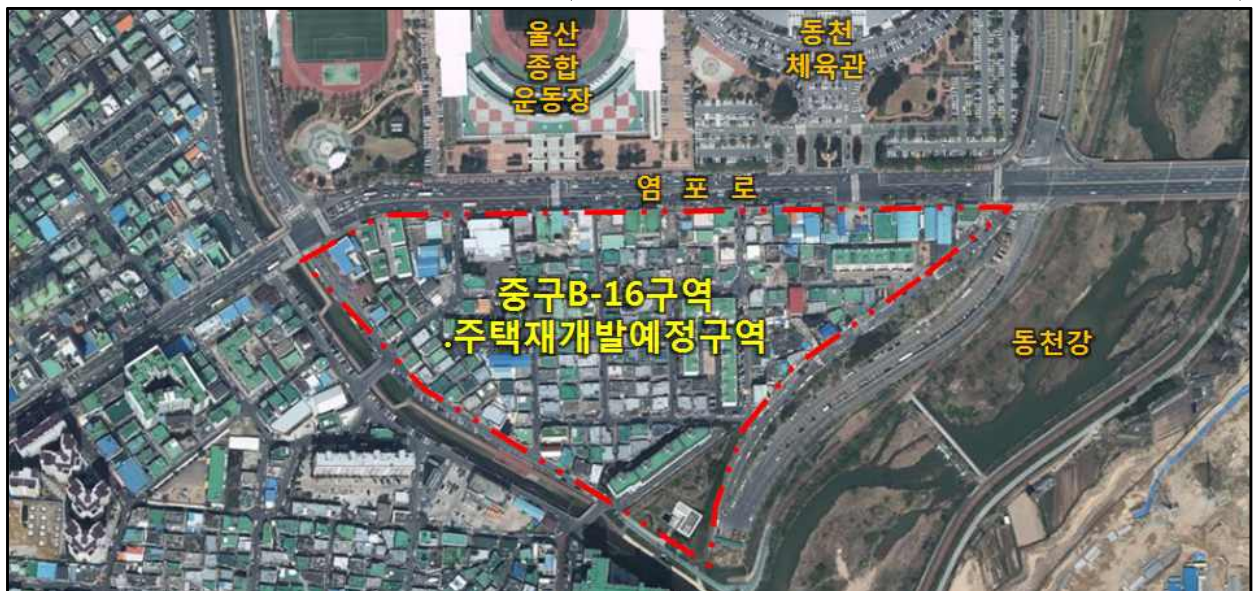 울산
종합
운동장
동천
체육관
염 포 로
중구B-16구역
.주택재개발예정구역
동천강